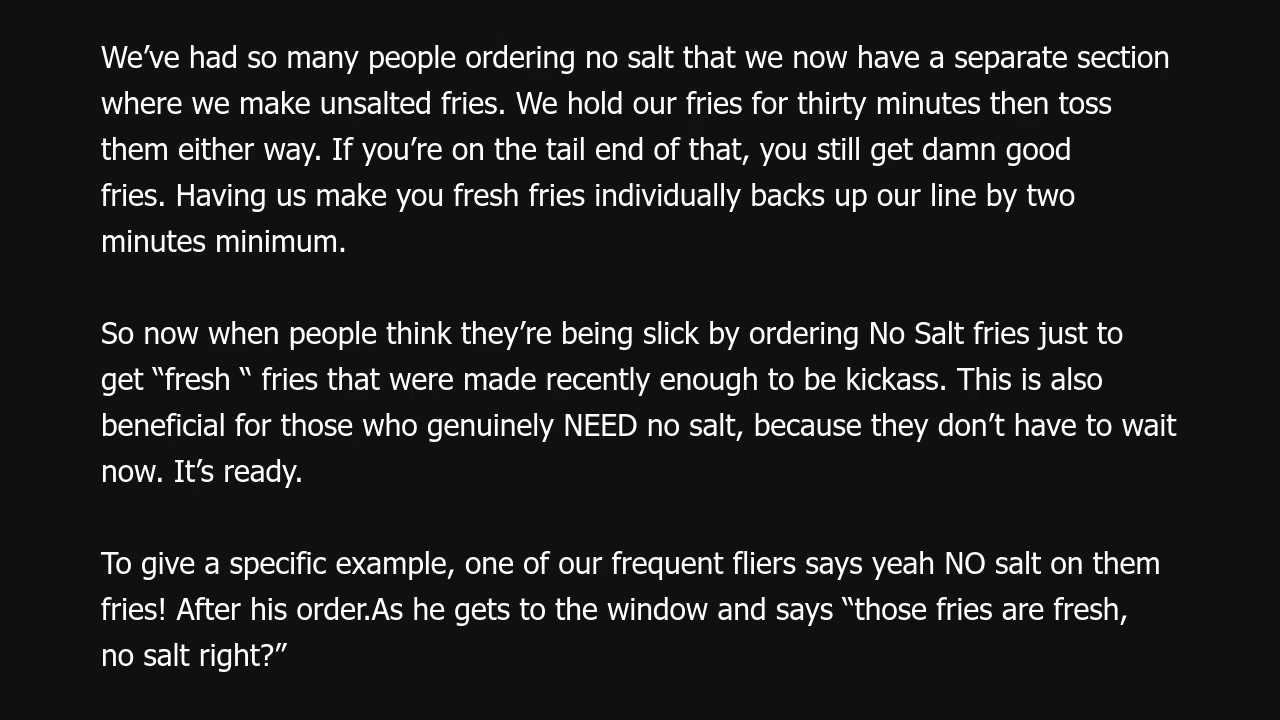 We’ve had so many people ordering no salt that we now have a separate section
where we make unsalted fries. We hold our fries for thirty minutes then toss
them either way. If you’re on the tail end of that, you still get damn good
fries. Having us make you fresh fries individually backs up our line by two
minutes minimum.

So now when people think they’re being slick by ordering No Salt fries just to
get “fresh “ fries that were made recently enough to be kickass. This is also
beneficial for those who genuinely NEED no salt, because they don’t have to wait
now. It’s ready.

To give a specific example, one of our frequent fliers says yeah NO salt on them
fries! After his order.As he gets to the window and says “those fries are fresh,
no salt right?”